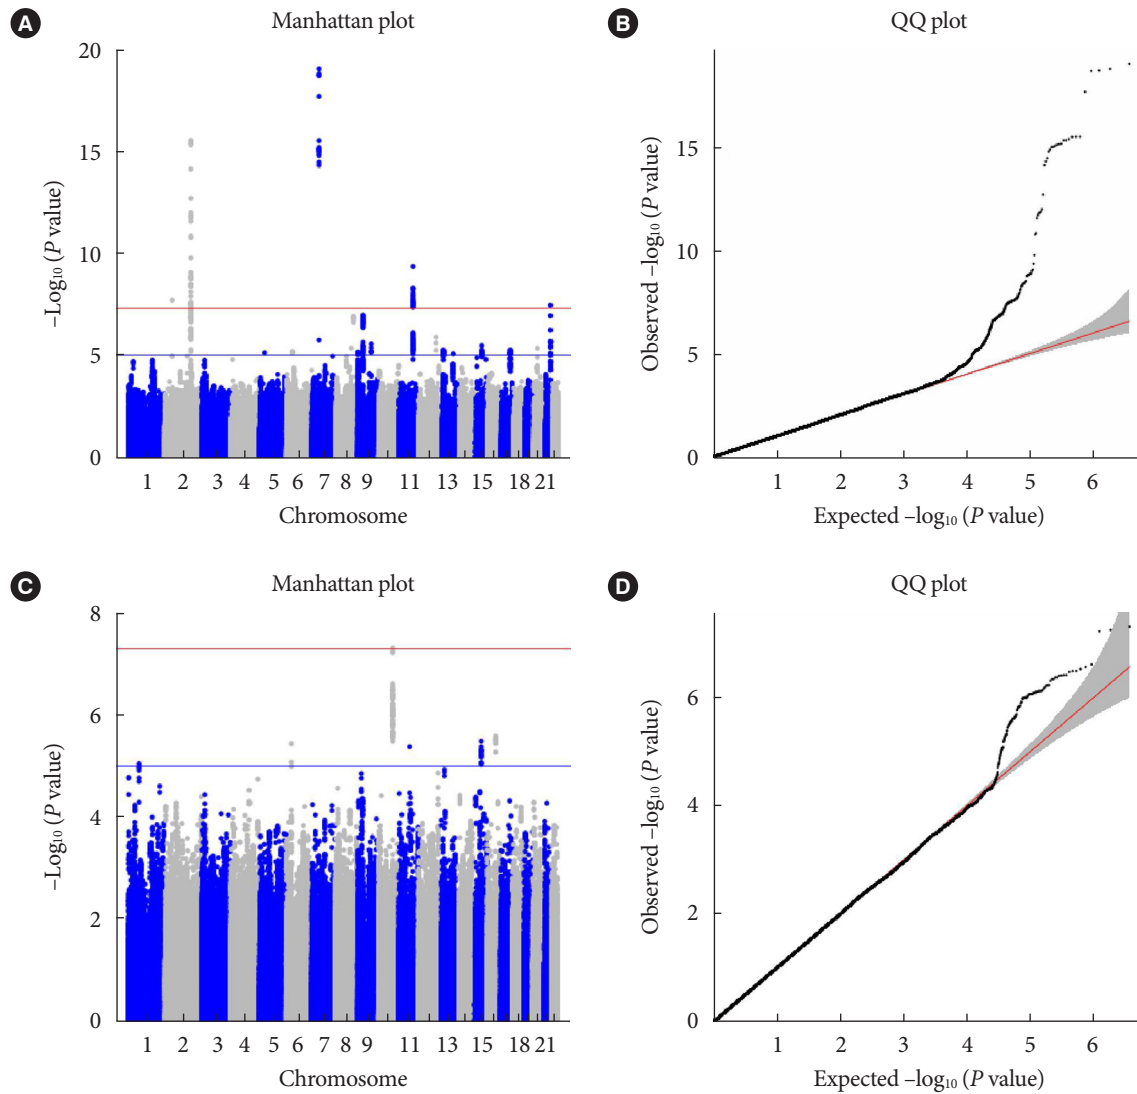 A
Manhattan plot
20
15
10
5
0
–Log₁₀ (P value)
1 2 3 4 5 6 7 8 9 11 13 15 18 21
Chromosome
B
QQ plot
15
10
5
Observed –log₁₀ (P value)
1 2 3 4 5 6
Expected –log₁₀ (P value)
C
Manhattan plot
8
6
4
2
0
–Log₁₀ (P value)
1 2 3 4 5 6 7 8 9 11 13 15 18 21
Chromosome
D
QQ plot
6
4
2
0
Observed –log₁₀ (P value)
1 2 3 4 5 6
Expected –log₁₀ (P value)